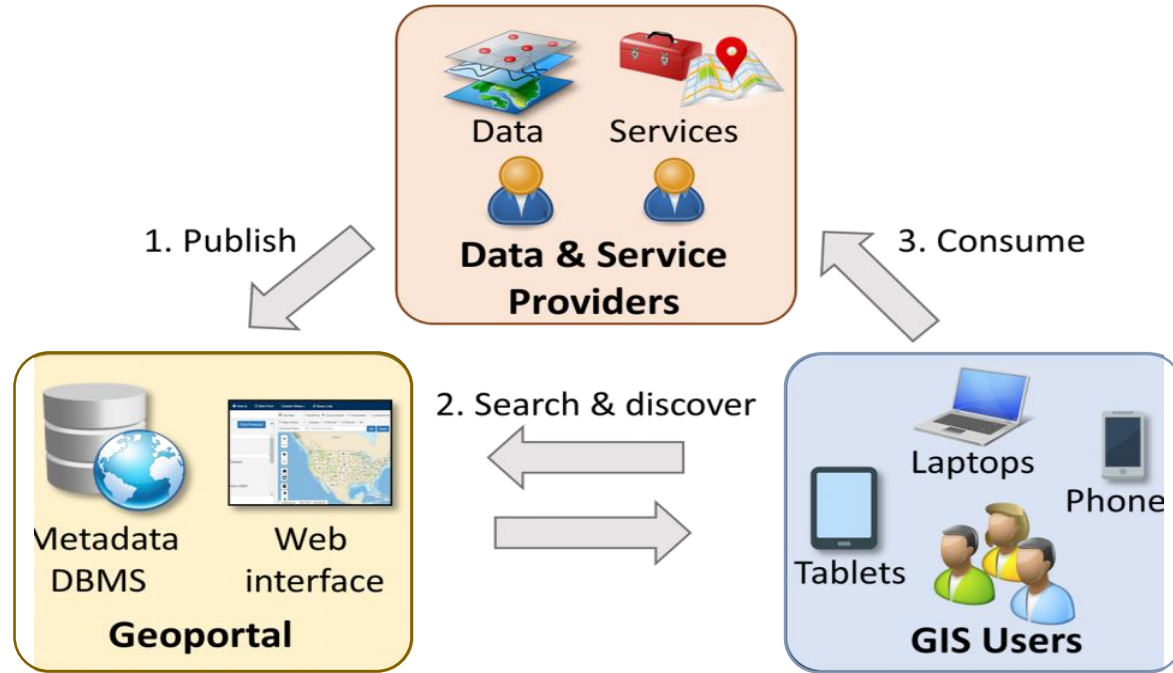 Data
Services
Data & Service
Providers
1. Publish
3. Consume
2. Search & discover
Metadata
DBMS
Web
interface
Geoportal
Laptops
Phone
Tablets
GIS Users